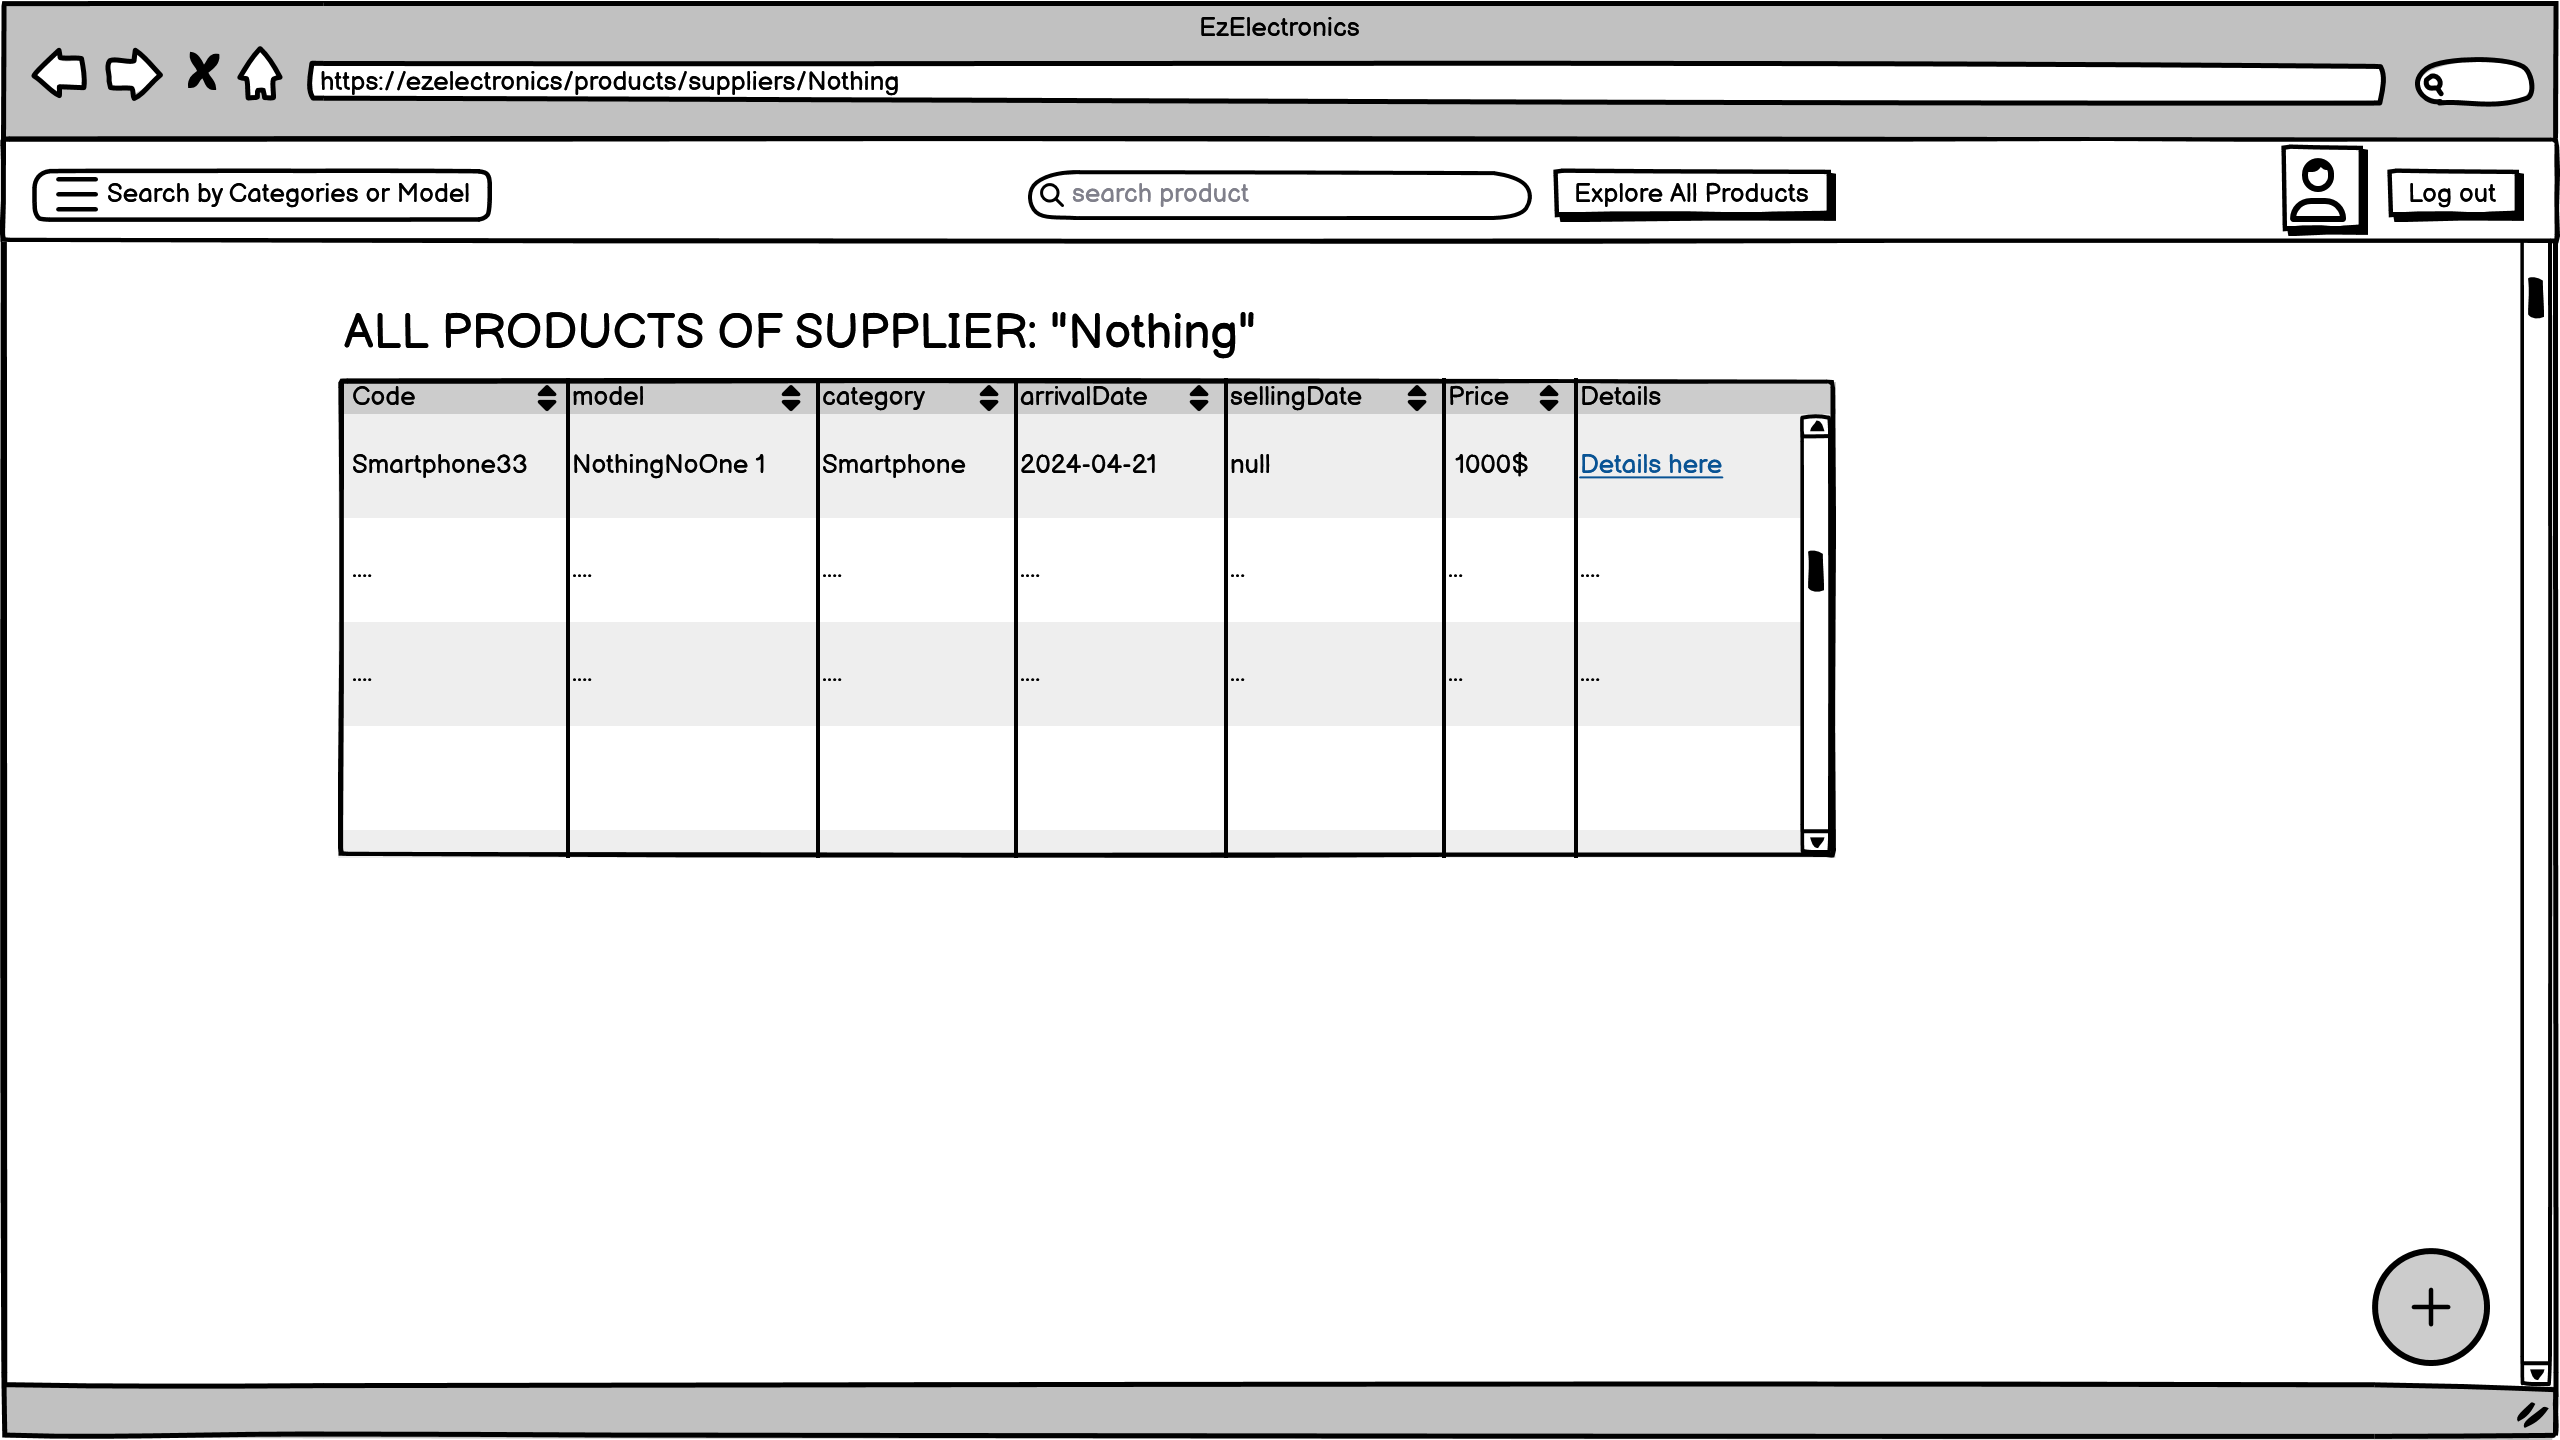 EzElectronics
https://ezelectronics/products/suppliers/Nothing
Search by Categories or Model
search product
Explore All Products
Log out
ALL PRODUCTS OF SUPPLIER: "Nothing"
Code model category arrivalDate sellingDate Price Details
Smartphone33 NothingNoOne 1 Smartphone 2024-04-21 null 1000$ Details here
.... .... .... .... ... ... ....
.... .... .... .... ... ... ....